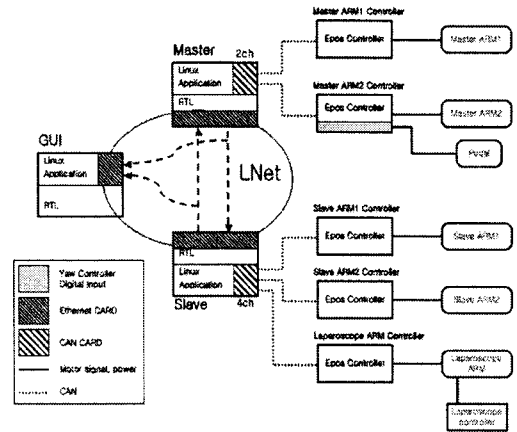 Master ARM1 Controller
Master
2ch
Epos Controller
Master ARM1
Linux
Application
Master ARM2 Controller
RTL
Epos Controller
Master ARM2
GUI
Linux
Application
LNet
Pedal
RTL
Slave ARM1 Controller
Epos Controller
Slave ARM1
RTL
Linux
Application
Slave ARM2 Controller
Yaw Controller
Digital Input
Slave
4ch
Epos Controller
Slave ARM2
Ethernet CARD
Laparoscope ARM Controller
CAN CARD
Epos Controller
Laparoscopy
ARM
Motor signal, power
CAN
Laparoscope
controller